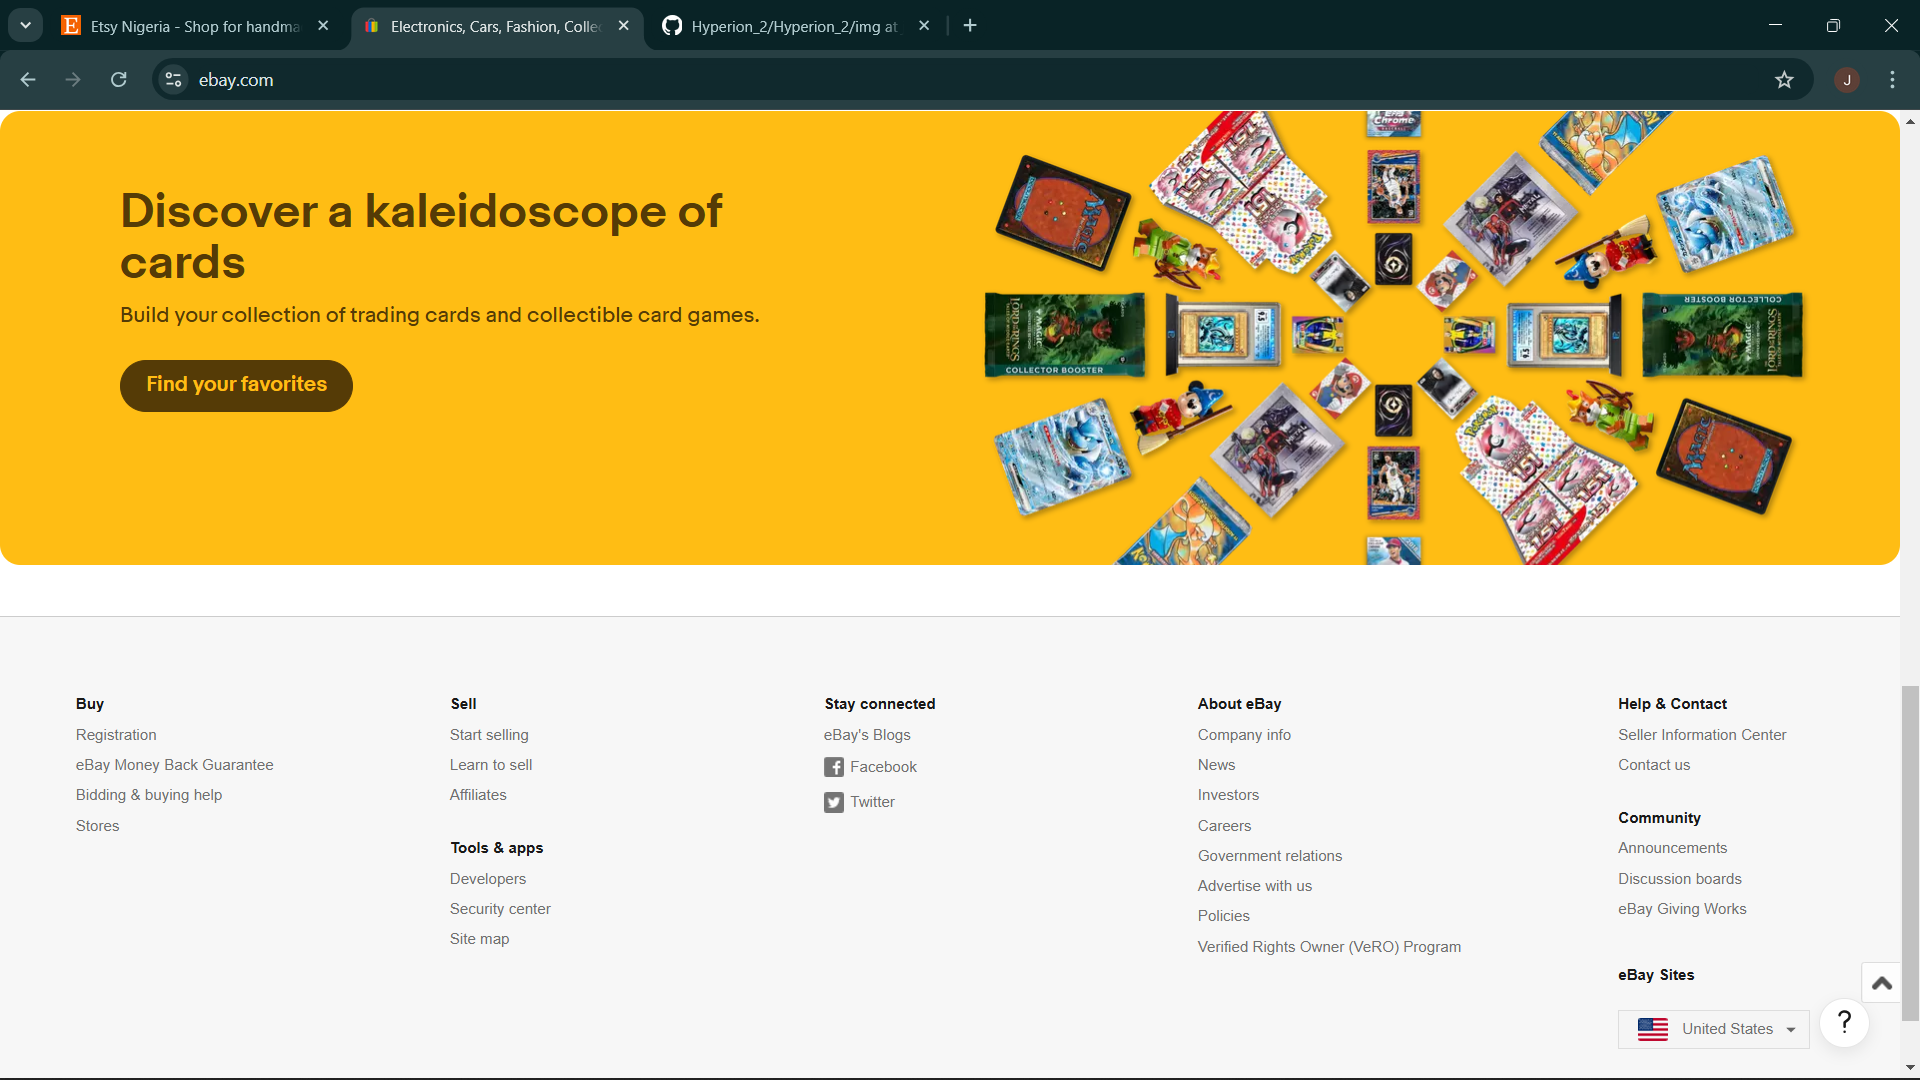 Etsy Nigeria - Shop for handma
Electronics, Cars, Fashion, Colle
Hyperion_2/Hyperion_2/img at
ebay.com
J
Discover a kaleidoscope of
cards
Build your collection of trading cards and collectible card games.
Find your favorites
COLLECTOR BOOSTER
COLLECTOR BOOSTER
Buy
Registration
eBay Money Back Guarantee
Bidding & buying help
Stores
Sell
Start selling
Learn to sell
Affiliates
Tools & apps
Developers
Security center
Site map
Stay connected
eBay's Blogs
Facebook
Twitter
About eBay
Company info
News
Investors
Careers
Government relations
Advertise with us
Policies
Verified Rights Owner (VeRO) Program
Help & Contact
Seller Information Center
Contact us
Community
Announcements
Discussion boards
eBay Giving Works
eBay Sites
United States
?